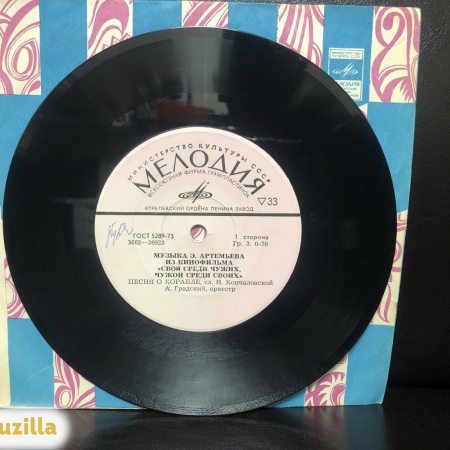 МИНИСТЕРСТВО КУЛЬТУРЫ СССР
МЕЛОДИЯ
ВСЕСОЮЗНАЯ ФИРМА ГРАМПЛАСТИНОК
33
АПРЕЛЕВСКИЙ ОРДЕНА ЛЕНИНА ЗАВОД
ГОСТ 5289-73
1 сторона
Гр. 3. 0-70
МУЗЫКА Э. АРТЕМЬЕВА
ИЗ КИНОФИЛЬМА
«СВОЙ СРЕДИ ЧУЖИХ,
ЧУЖОЙ СРЕДИ СВОИХ»
ПЕСНЯ О КОРАБЛЕ, сл. Н. Кончаловской
А. Градский, оркестр
uzilla